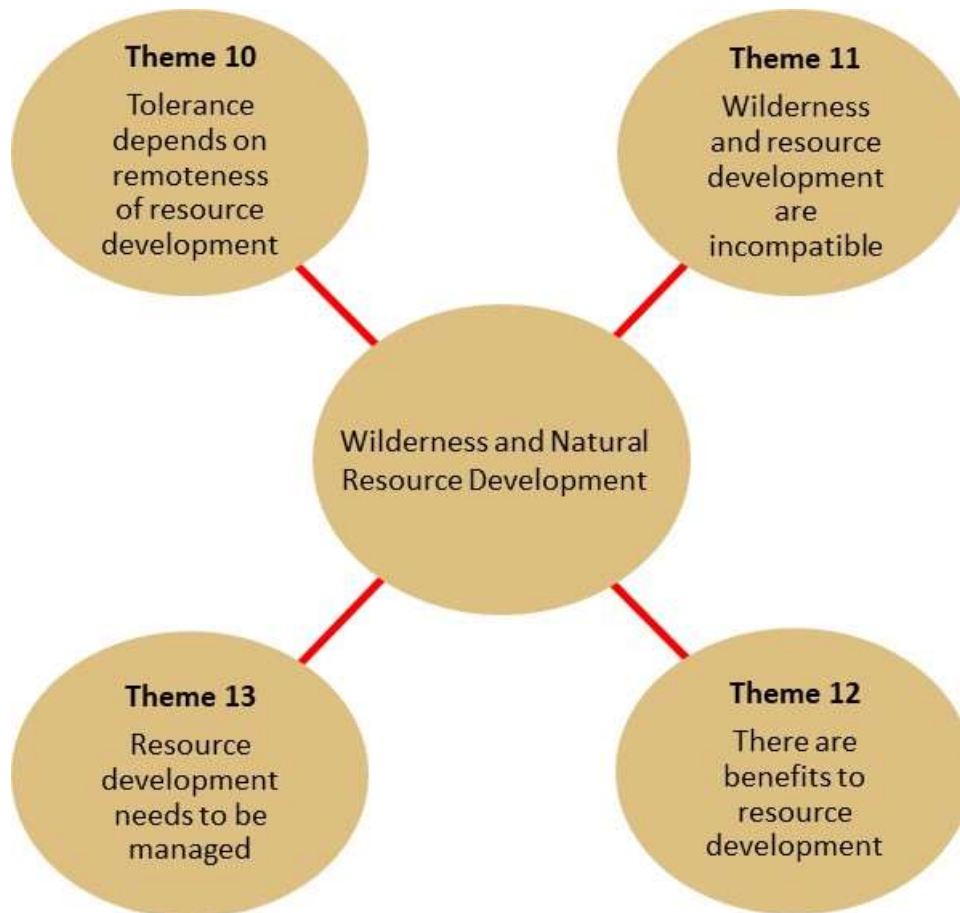 Theme 10
Tolerance
depends on
remoteness
of resource
development
Theme 11
Wilderness
and resource
development
are
incompatible
Wilderness and Natural
Resource Development
Theme 13
Resource
development
needs to be
managed
Theme 12
There are
benefits to
resource
development